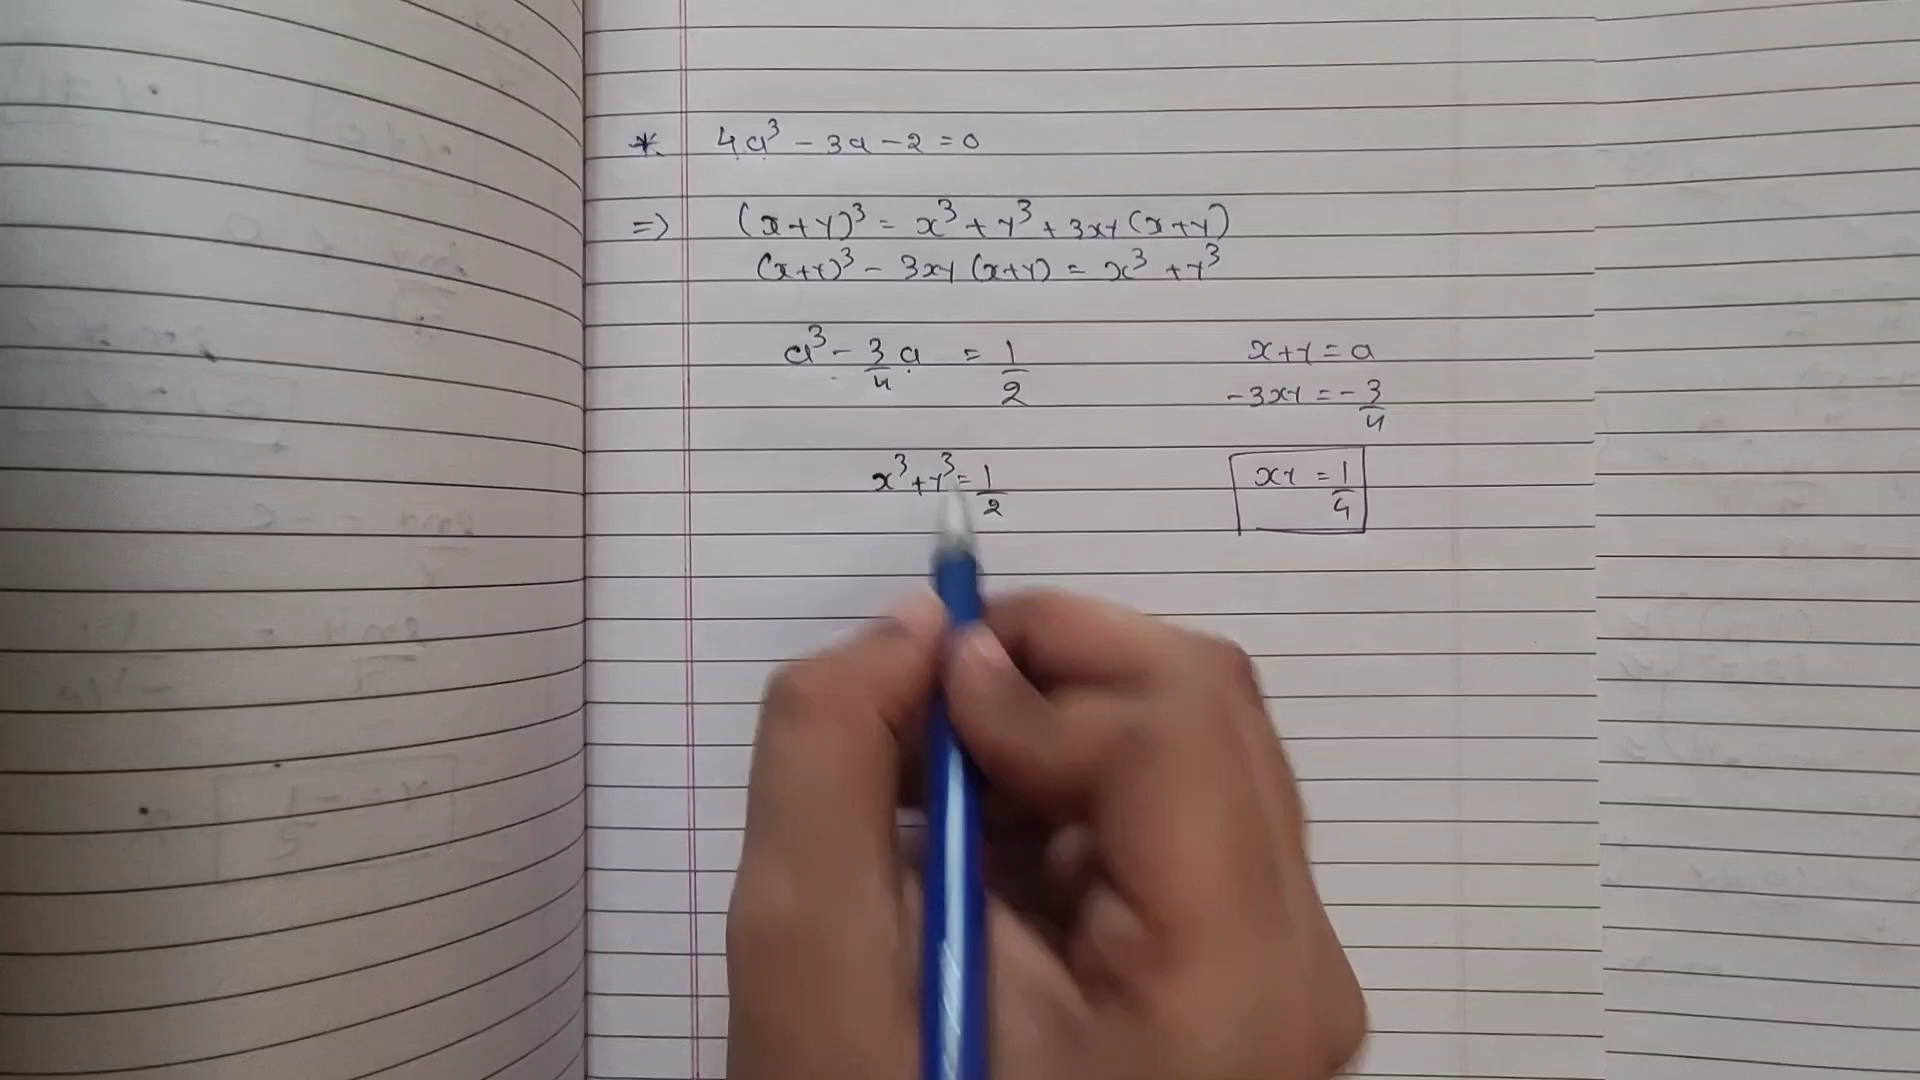 * 4a³ - 3a - 2 = 0
=) (x+y)³ = x³ + y³ + 3xy (x+y)
(x+y)³ - 3xy (x+y) = x³ + y³
a³ - 3/4 a = 1/2
x+y = a
-3xy = -3/4
x³+y³ = 1/2
xy = 1/4